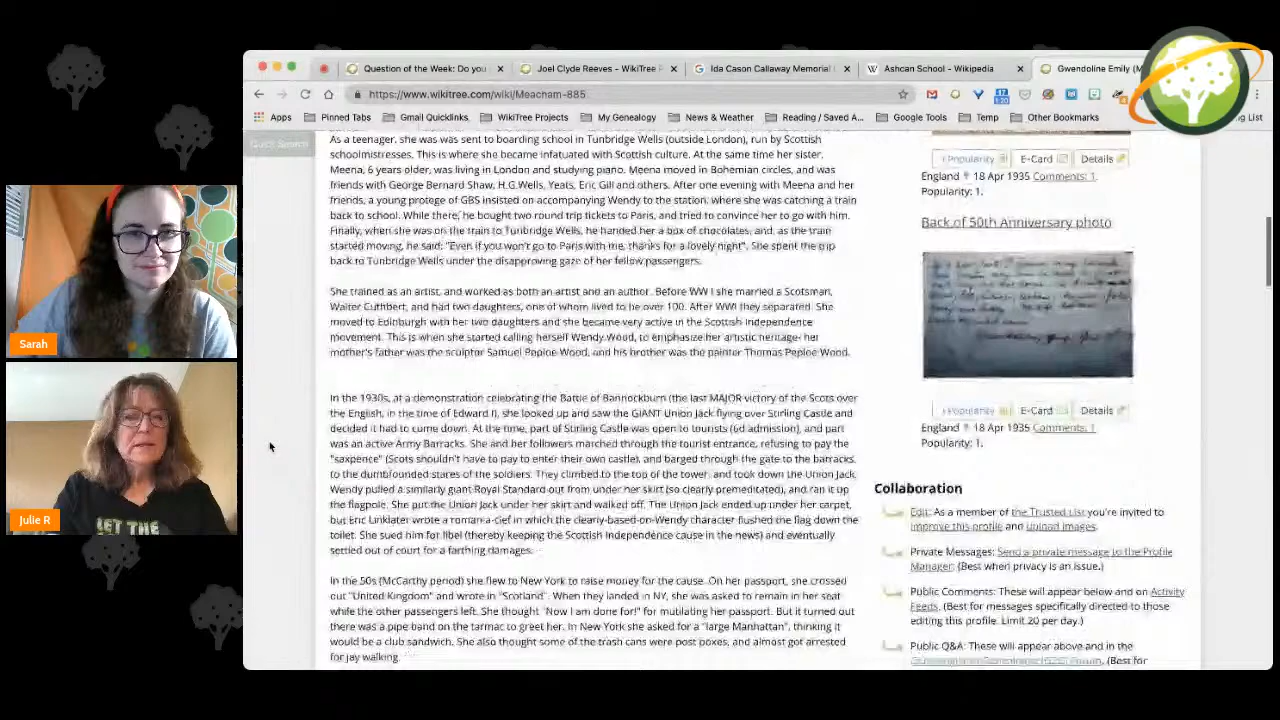 Question of the Week: Do you
Joel Clyde Reeves - WikiTree
Ida Cason Callaway Memorial
Ashcan School - Wikipedia
Gwendoline Emily (M
https://www.wikitree.com/wiki/Meacham-885
Apps
Pinned Tabs
Gmail Quicklinks
WikiTree Projects
My Genealogy
News & Weather
Reading / Saved A...
Google Tools
Temp
Other Bookmarks
Quick Search
As a teenager, she was was sent to boarding school in Tunbridge Wells (outside London), run by Scottish
schoolmistresses. This is where she became infatuated with Scottish culture. At the same time her sister,
Meena, 6 years older, was living in London and studying piano. Meena moved in Bohemian circles, and was
friends with George Bernard Shaw, H.G.Wells, Yeats, Eric Gill and others. After one evening with Meena and her
friends, a young protege of GBS insisted on accompanying Wendy to the station, where she was catching a train
back to school. While there, he bought two round trip tickets to Paris, and tried to convince her to go with him.
Finally, when she was on the train to Tunbridge Wells, he handed her a box of chocolates, and, as the train
started moving, he said: "Even if you won't go to Paris with me, thanks for a lovely night". She spent the trip
back to Tunbridge Wells under the disapproving gaze of her fellow passengers.
She trained as an artist, and worked as both an artist and an author. Before WW I she married a Scotsman,
Walter Cuthbert, and had two daughters, one of whom lived to be over 100. After WWI they separated. She
moved to Edinburgh with her two daughters and she became very active in the Scottish Independence
movement. This is when she started calling herself Wendy Wood, to emphasize her artistic heritage- her
mother's father was the sculptor Samuel Peploe Wood, and his brother was the painter Thomas Peploe Wood.
In the 1930s, at a demonstration celebrating the Battle of Bannockburn (the last MAJOR victory of the Scots over
the English, in the time of Edward I), she looked up and saw the GIANT Union Jack flying over Stirling Castle and
decided it had to come down. At the time, part of Stirling Castle was open to tourists (6d admission), and part
was an active Army Barracks. She and her followers marched through the tourist entrance, refusing to pay the
"saxpence" (Scots shouldn't have to pay to enter their own castle), and barged through the gate to the barracks,
to the dumbfounded stares of the soldiers. They climbed to the top of the tower, and took down the Union Jack.
Wendy pulled a similarly giant Royal Standard out from under her skirt (so clearly premeditated), and ran it up
the flagpole. She put the Union Jack under her skirt and walked off. The Union Jack ended up under her carpet,
but Eric Linklater wrote a roman-a-clef in which the clearly-based-on-Wendy character flushed the flag down the
toilet. She sued him for libel (thereby keeping the Scottish Independence cause in the news) and eventually
settled out of court for a farthing damages.
In the 50s (McCarthy period) she flew to New York to raise money for the cause. On her passport, she crossed
out "United Kingdom" and wrote in "Scotland". When they landed in NY, she was asked to remain in her seat
while the other passengers left. She thought "Now I am done for!" for mutilating her passport. But it turned out
there was a pipe band on the tarmac to greet her. In New York she asked for a "large Manhattan", thinking it
would be a club sandwich. She also thought some of the trash cans were post boxes, and almost got arrested
for jay walking.
Popularity
E-Card
Details
England 18 Apr 1935 Comments: 1
Popularity: 1.
Back of 50th Anniversary photo
Popularity
E-Card
Details
England 18 Apr 1935 Comments: 1
Popularity: 1.
Collaboration
Edit: As a member of the Trusted List you're invited to
improve this profile and upload images.
Private Messages: Send a private message to the Profile
Manager. (Best when privacy is an issue.)
Public Comments: These will appear below and on Activity
Feeds. (Best for messages specifically directed to those
editing this profile. Limit 20 per day.)
Public Q&A: These will appear above and in the
(Best for
Sarah
Julie R
LET THE